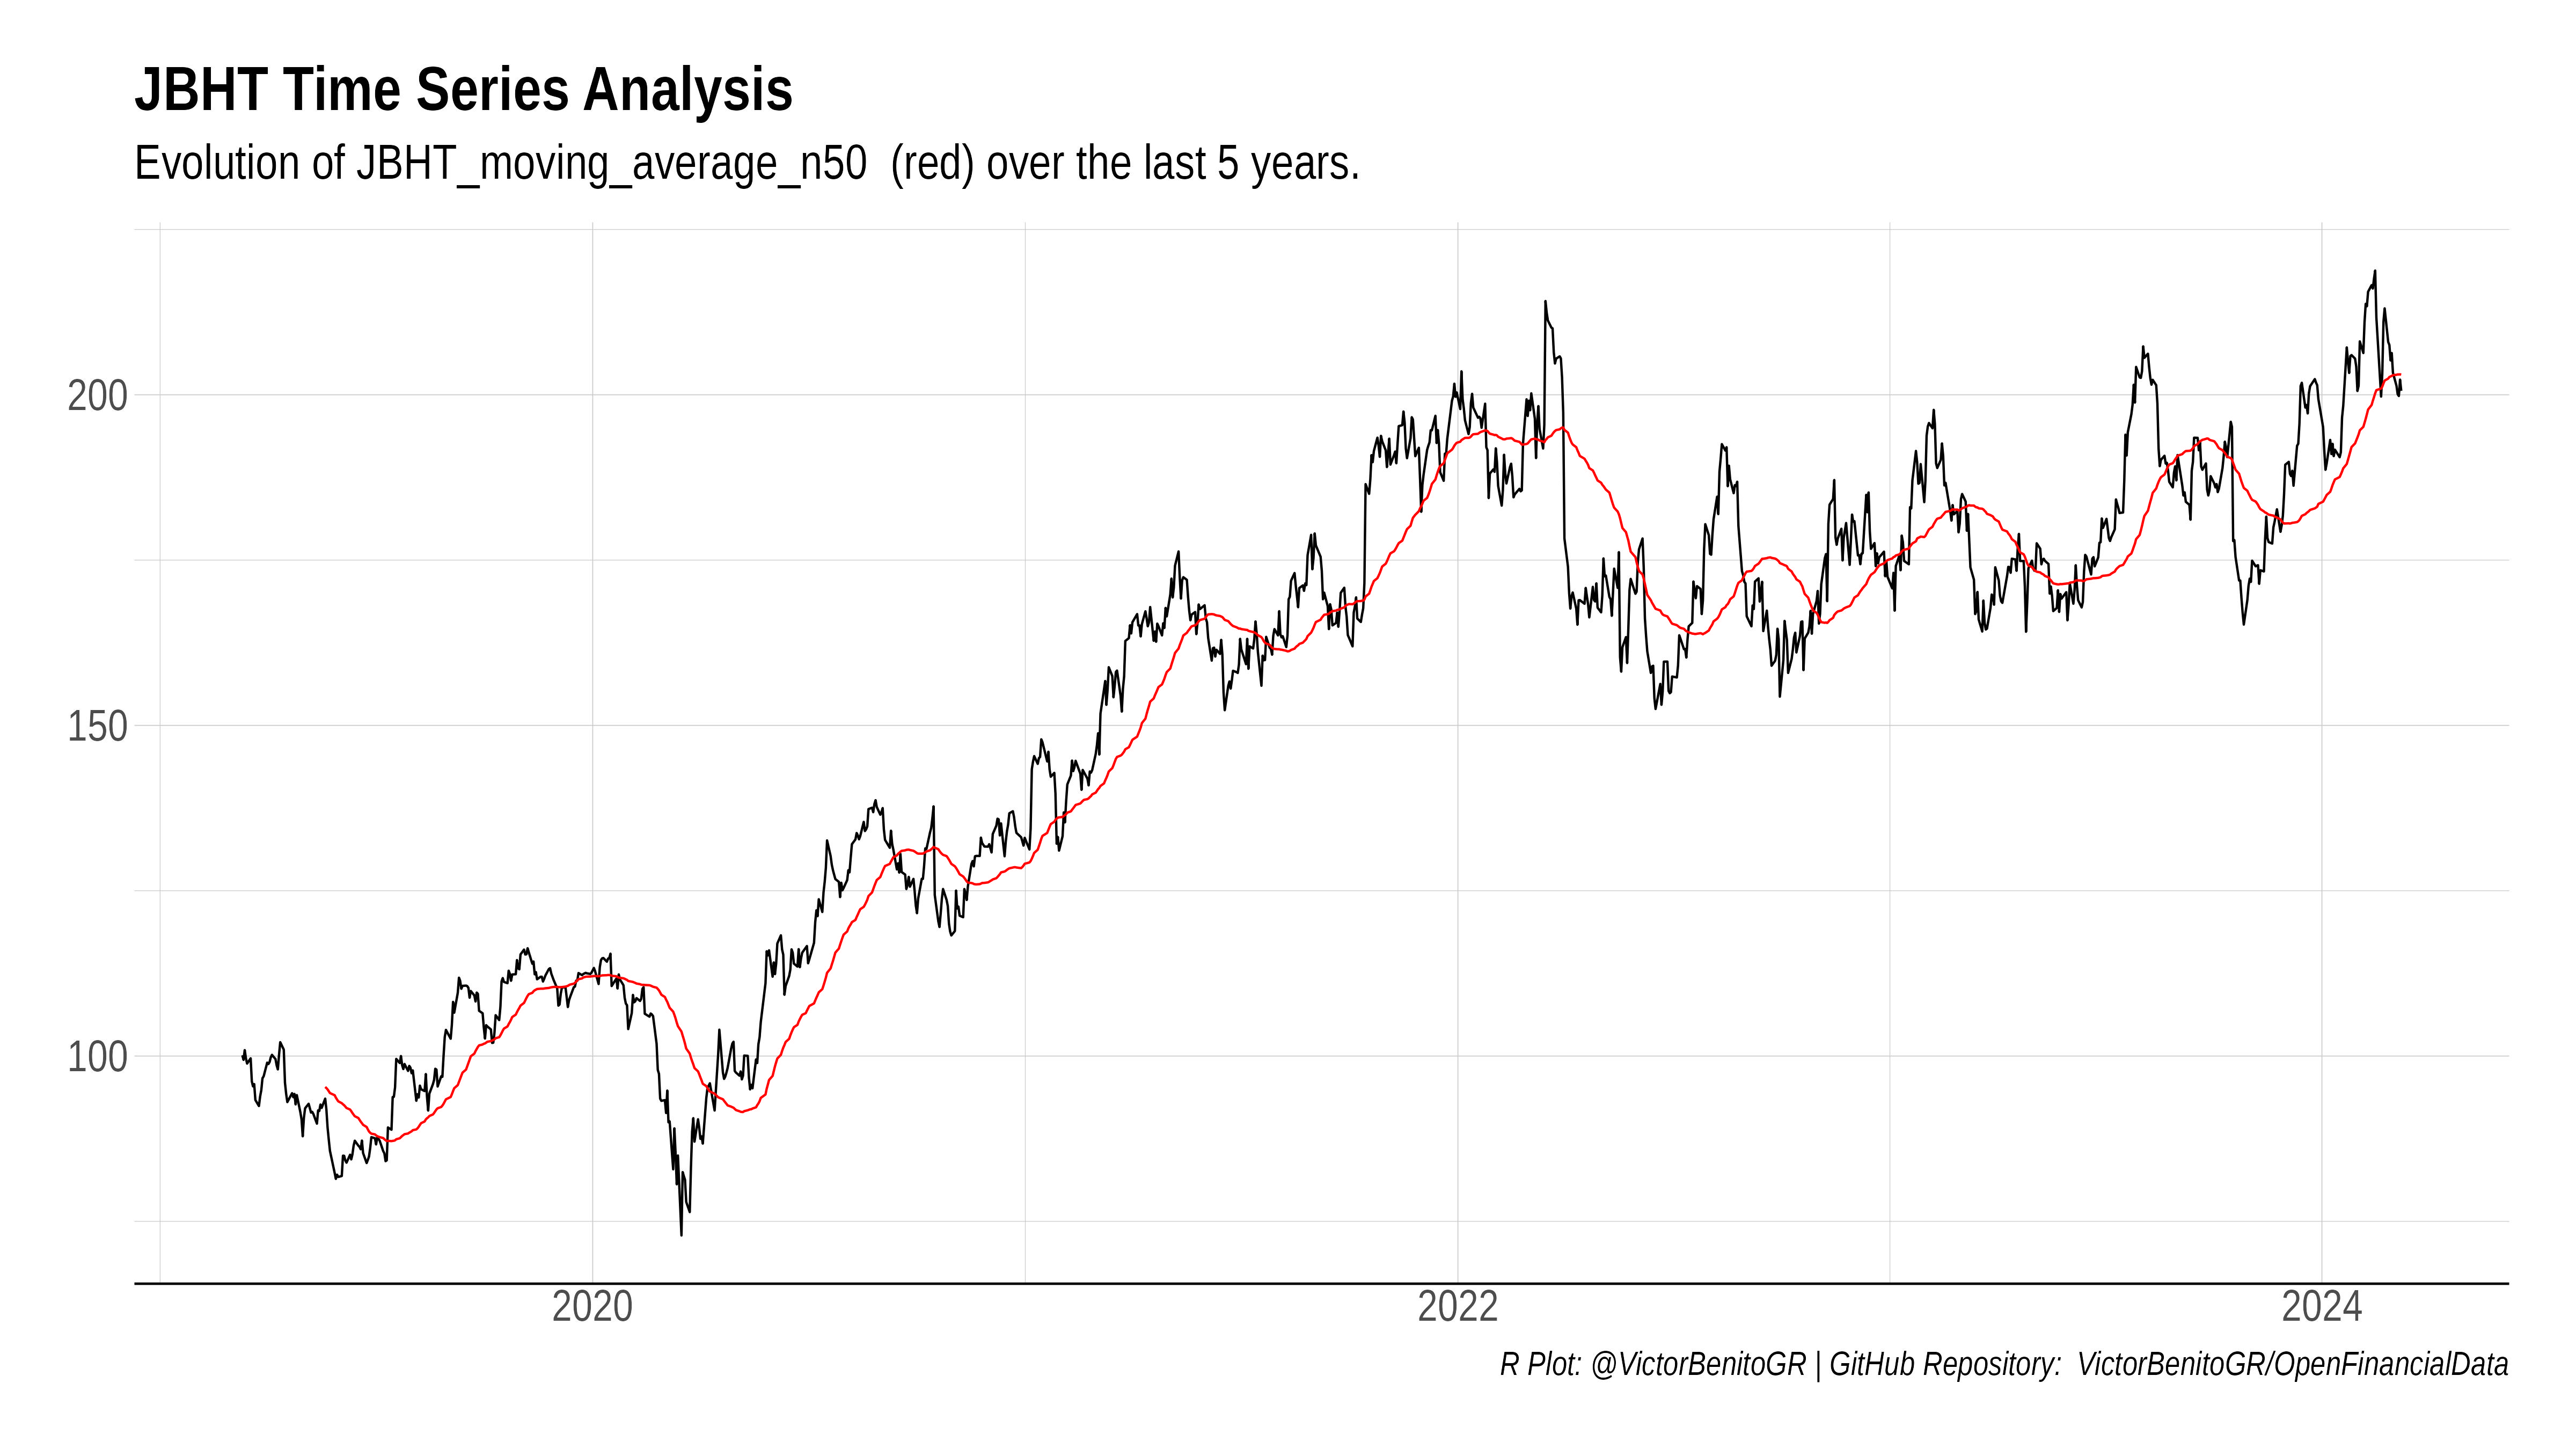 JBHT Time Series Analysis
Evolution of JBHT_moving_average_n50  (red) over the last 5 years.
200
150
100
2020 2022 2024
R Plot: @VictorBenitoGR | GitHub Repository:  VictorBenitoGR/OpenFinancialData